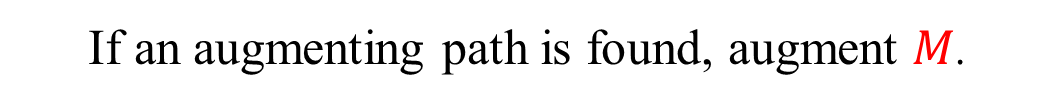 If an augmenting path is found, augment M.